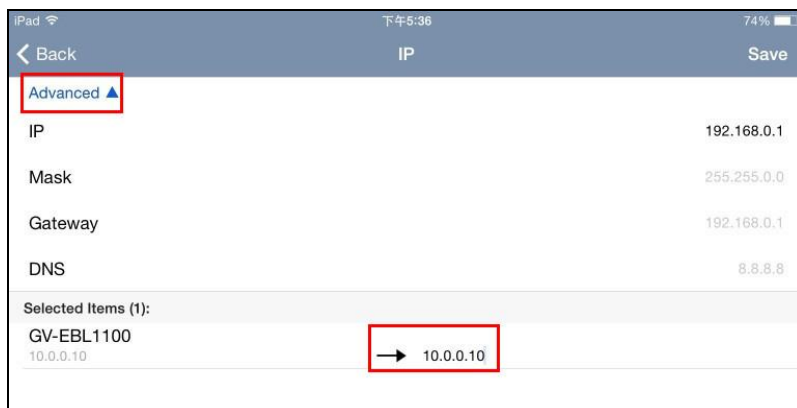 iPad 下午5:36 74%
Back IP Save
Advanced ▲
IP 192.168.0.1
Mask 255.255.0.0
Gateway 192.168.0.1
DNS 8.8.8.8
Selected Items (1):
GV-EBL1100
10.0.0.10 → 10.0.0.10